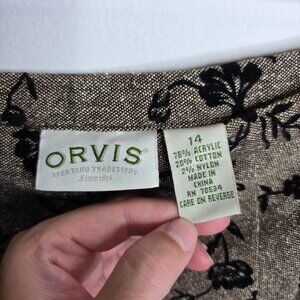 ORVIS
SPORTING TRADITIONS
Since 1856
14
78% ACRYLIC
20% COTTON
2% NYLON
MADE IN
CHINA
RN 70534
CARE ON REVERSE